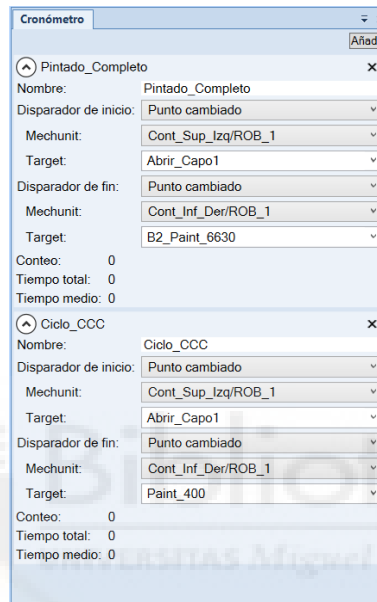 Cronómetro
Añad
Pintado_Completo
Nombre: Pintado_Completo
Disparador de inicio: Punto cambiado
Mechunit: Cont_Sup_Izq/ROB_1
Target: Abrir_Capo1
Disparador de fin: Punto cambiado
Mechunit: Cont_Inf_Der/ROB_1
Target: B2_Paint_6630
Conteo: 0
Tiempo total: 0
Tiempo medio: 0
Ciclo_CCC
Nombre: Ciclo_CCC
Disparador de inicio: Punto cambiado
Mechunit: Cont_Sup_Izq/ROB_1
Target: Abrir_Capo1
Disparador de fin: Punto cambiado
Mechunit: Cont_Inf_Der/ROB_1
Target: Paint_400
Conteo: 0
Tiempo total: 0
Tiempo medio: 0
Bibliot
UNIVERSITAS Miguel